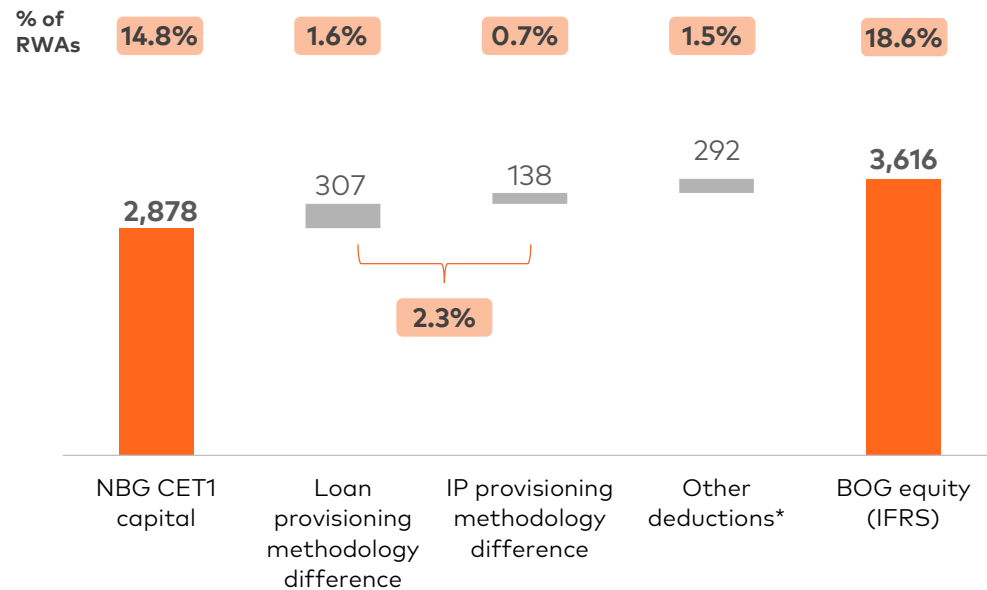 % of
RWAs
14.8%
1.6%
0.7%
1.5%
18.6%
2,878
307
138
292
3,616
2.3%
NBG CET1
capital
Loan
provisioning
methodology
difference
IP provisioning
methodology
difference
Other
deductions*
BOG equity
(IFRS)